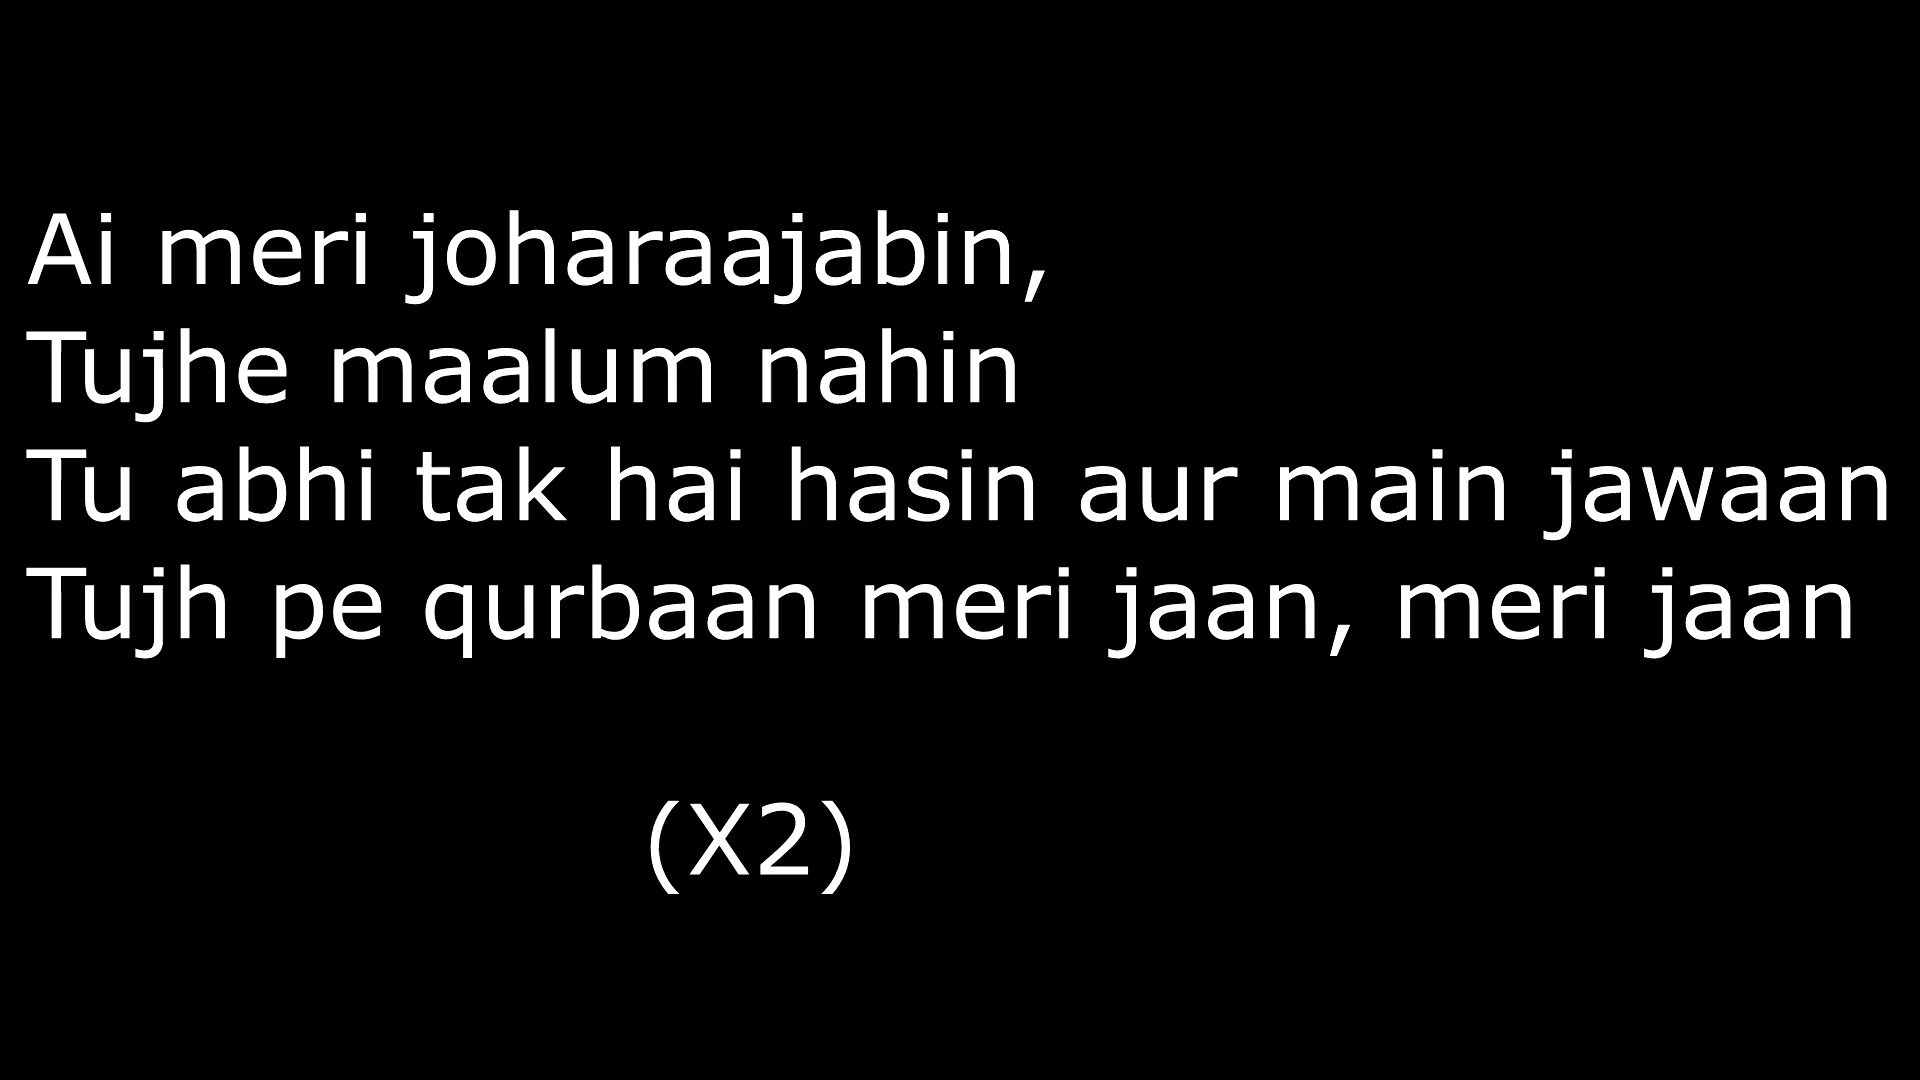 Ai meri joharaajabin,
Tujhe maalum nahin
Tu abhi tak hai hasin aur main jawaan
Tujh pe qurbaan meri jaan, meri jaan
(X2)